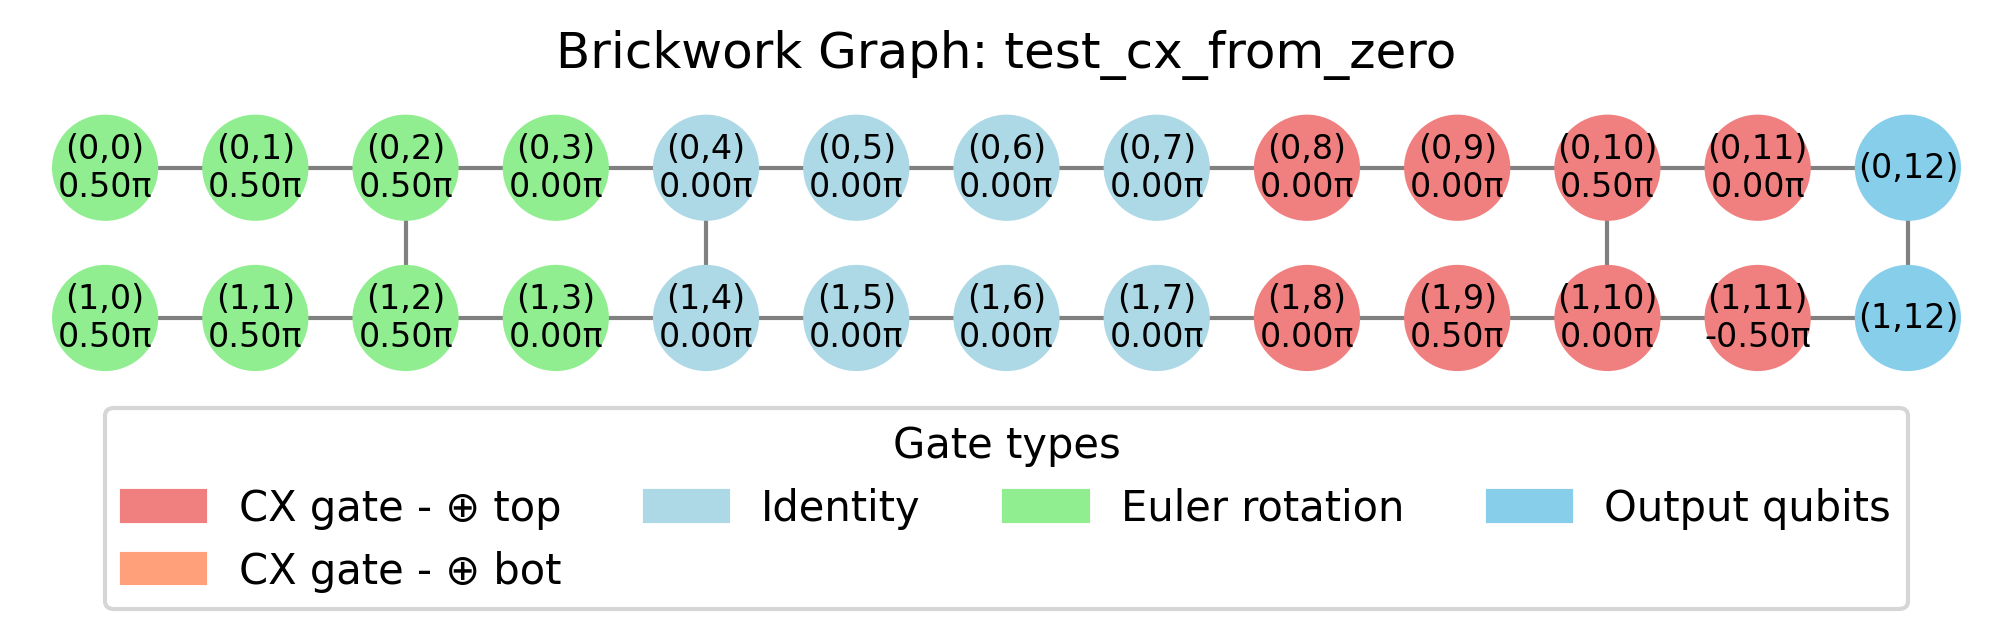 Brickwork Graph: test_cx_from_zero
(0,0) (0,1) (0,2) (0,3) (0,4) (0,5) (0,6) (0,7) (0,8) (0,9) (0,10) (0,11) (0,12)
0.50π 0.50π 0.50π 0.00π 0.00π 0.00π 0.00π 0.00π 0.00π 0.00π 0.50π 0.00π
(1,0) (1,1) (1,2) (1,3) (1,4) (1,5) (1,6) (1,7) (1,8) (1,9) (1,10) (1,11) (1,12)
0.50π 0.50π 0.50π 0.00π 0.00π 0.00π 0.00π 0.00π 0.00π 0.50π 0.00π -0.50π
Gate types
CX gate - ⊕ top Identity Euler rotation Output qubits
CX gate - ⊕ bot